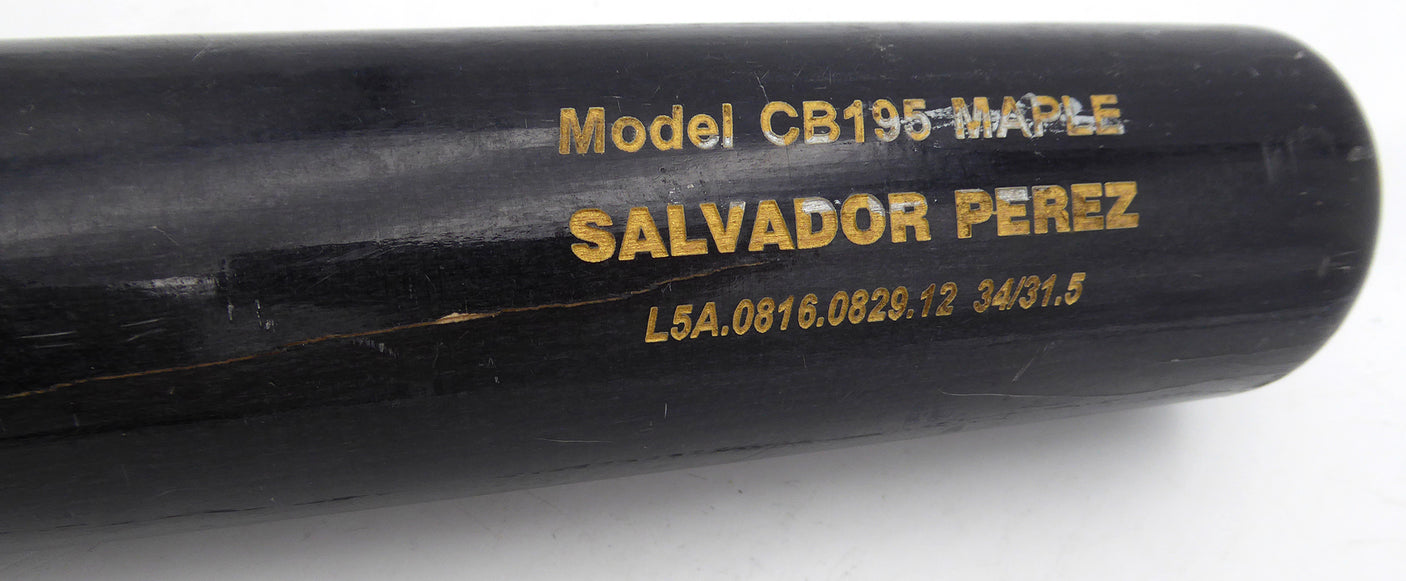 Model CB195 MAPLE
SALVADOR PEREZ
L5A.0816.0829.12 34/31.5